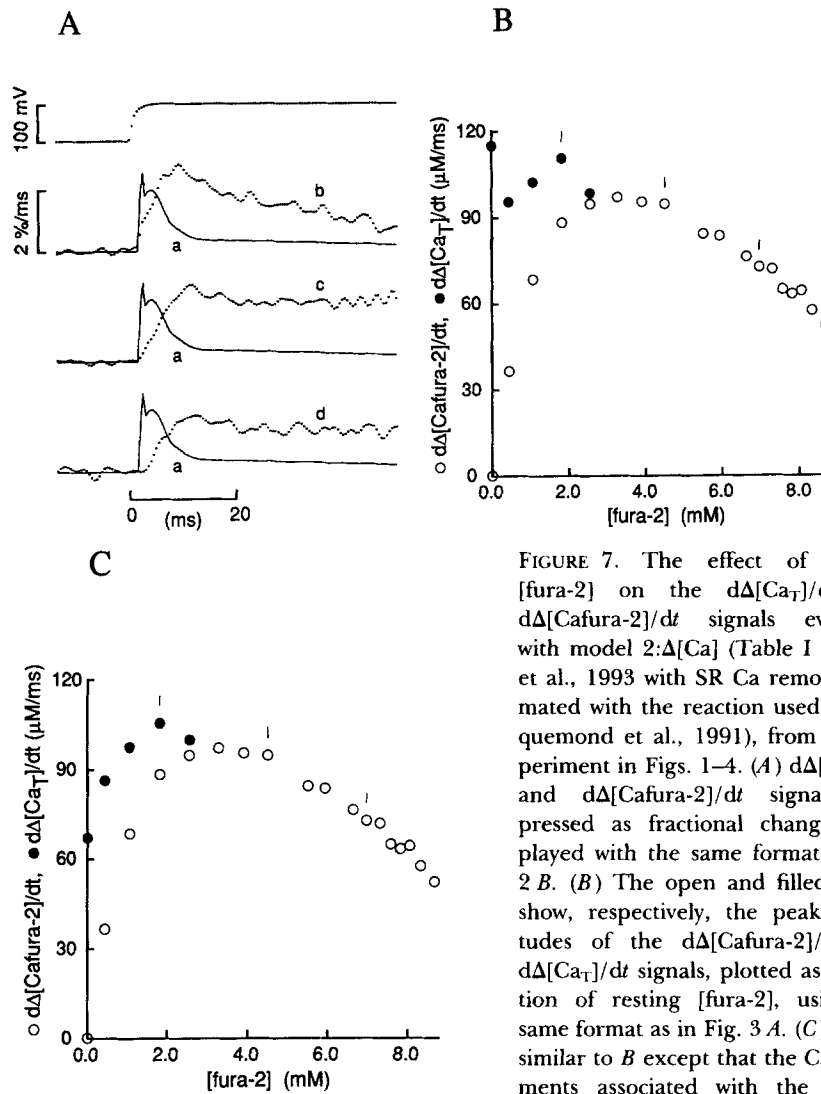 A
100 mV
2 %/ms
b
a
c
a
d
a
0 (ms) 20
B
○ dΔ[Cafura-2]/dt, ● dΔ[Ca_T]/dt (μM/ms)
120
90
60
30
0
0.0 2.0 4.0 6.0 8.0
[fura-2] (mM)
C
○ dΔ[Cafura-2]/dt, ● dΔ[Ca_T]/dt (μM/ms)
120
90
60
30
0
0.0 2.0 4.0 6.0 8.0
[fura-2] (mM)
FIGURE 7. The effect of
[fura-2] on the dΔ[Ca_T]/d
dΔ[Cafura-2]/dt signals ev
with model 2:Δ[Ca] (Table I
et al., 1993 with SR Ca remo
mated with the reaction used
quemond et al., 1991), from
periment in Figs. 1–4. (A) dΔ[
and dΔ[Cafura-2]/dt signa
pressed as fractional chang
played with the same format
2 B. (B) The open and filled
show, respectively, the peak
tudes of the dΔ[Cafura-2]/
dΔ[Ca_T]/dt signals, plotted as
tion of resting [fura-2], usi
same format as in Fig. 3 A. (C)
similar to B except that the C
ments associated with the